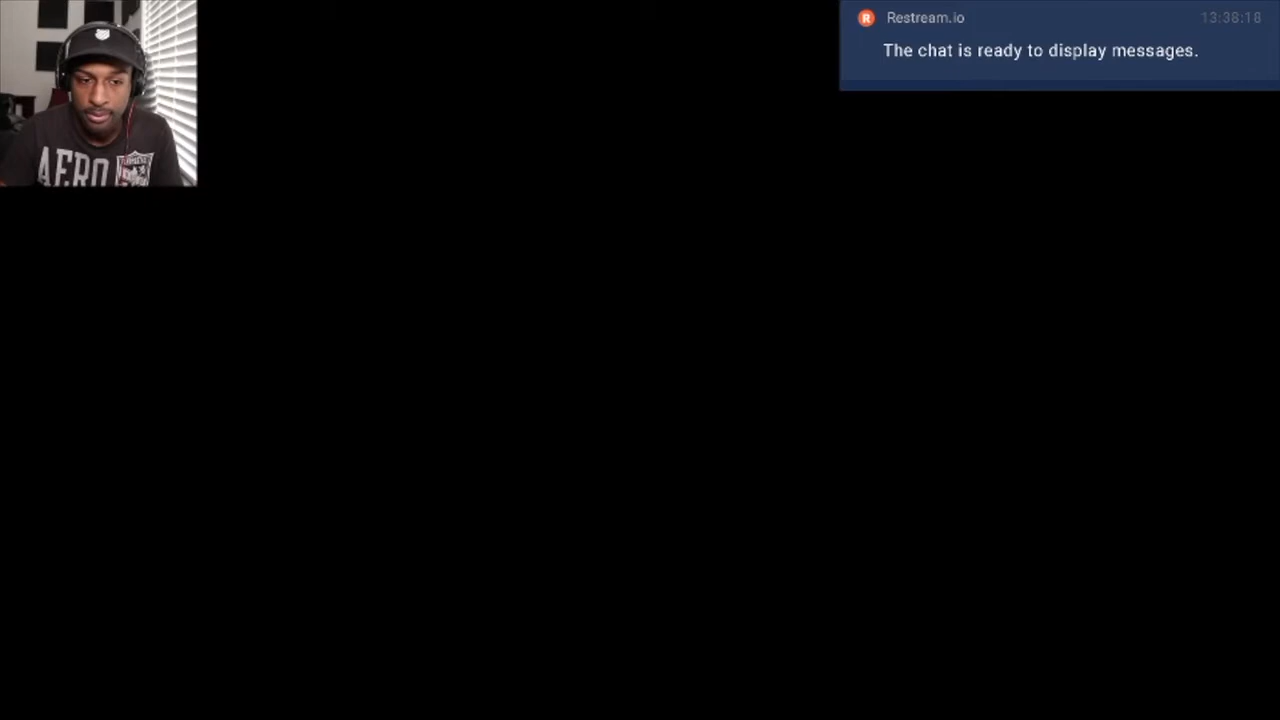 R Restream.io 13:38:18
The chat is ready to display messages.
AERO